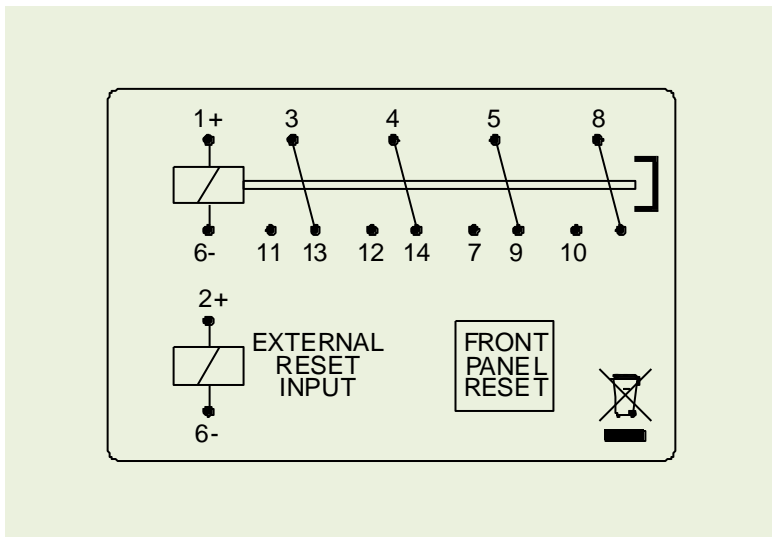 1+ 3 4 5 8
6- 11 13 12 14 7 9 10
2+
EXTERNAL
RESET
INPUT
6-
FRONT
PANEL
RESET